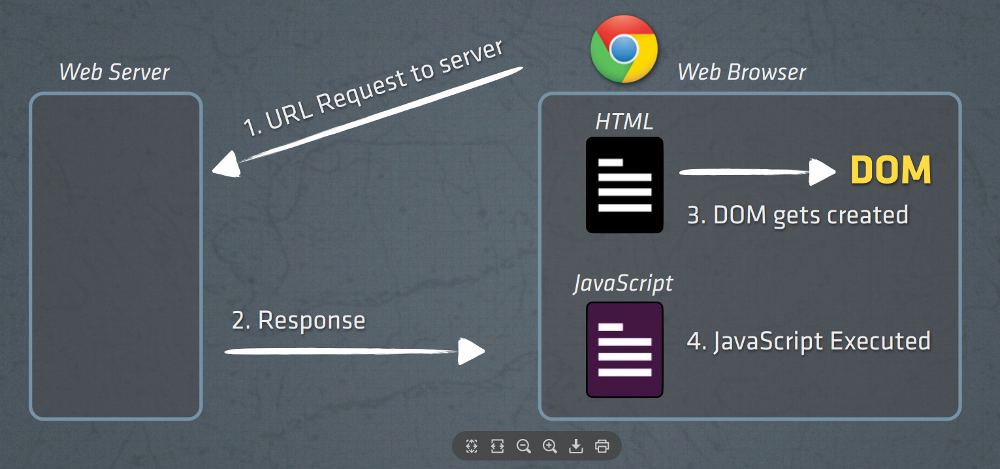 Web Server
1. URL Request to server
Web Browser
HTML
DOM
3. DOM gets created
JavaScript
2. Response
4. JavaScript Executed